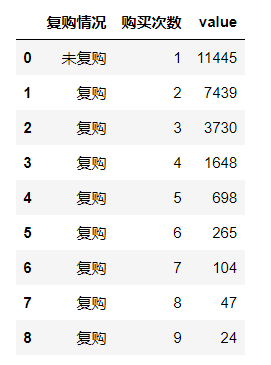 复购情况 购买次数 value
0 未复购 1 11445
1 复购 2 7439
2 复购 3 3730
3 复购 4 1648
4 复购 5 698
5 复购 6 265
6 复购 7 104
7 复购 8 47
8 复购 9 24